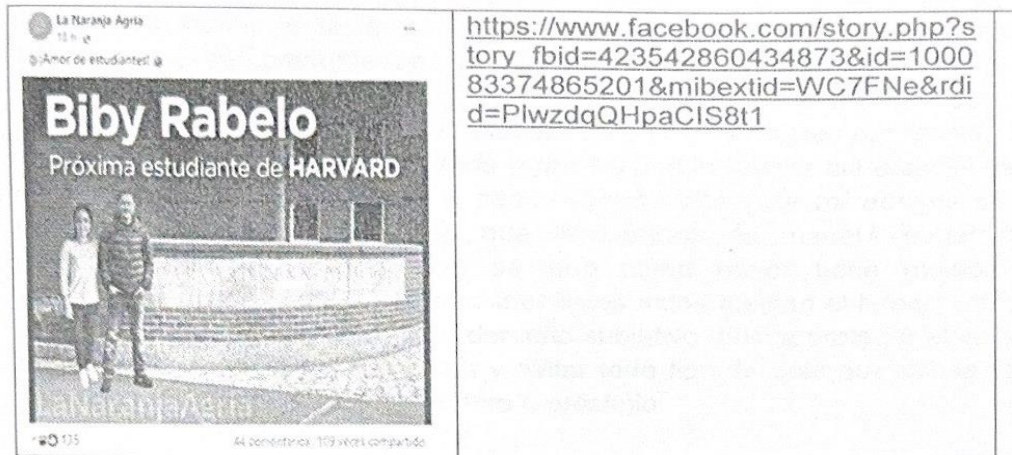 La Naranja Agria
18 h
¡Amor de estudiantes!
Biby Rabelo
Próxima estudiante de HARVARD
LaNaranjaAgria
135
44 comentarios 109 veces compartido
https://www.facebook.com/story.php?s
tory_fbid=423542860434873&id=1000
83374865201&mibextid=WC7FNe&rdi
d=PlwzdqQHpaCIS8t1